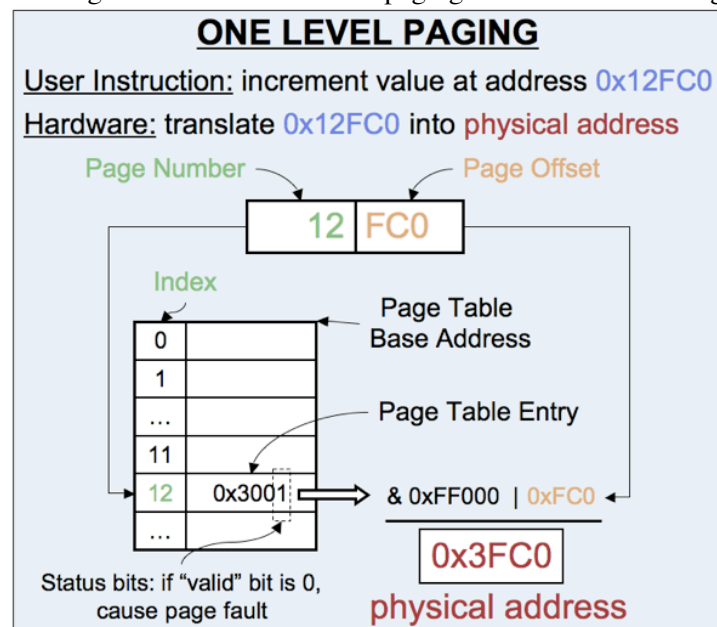 ONE LEVEL PAGING
User Instruction: increment value at address 0x12FC0
Hardware: translate 0x12FC0 into physical address
Page Number
Page Offset
12 FC0
Index
Page Table
Base Address
0
1
...
Page Table Entry
11
12 0x3001
& 0xFF000 | 0xFC0
...
0x3FC0
Status bits: if “valid” bit is 0,
cause page fault
physical address